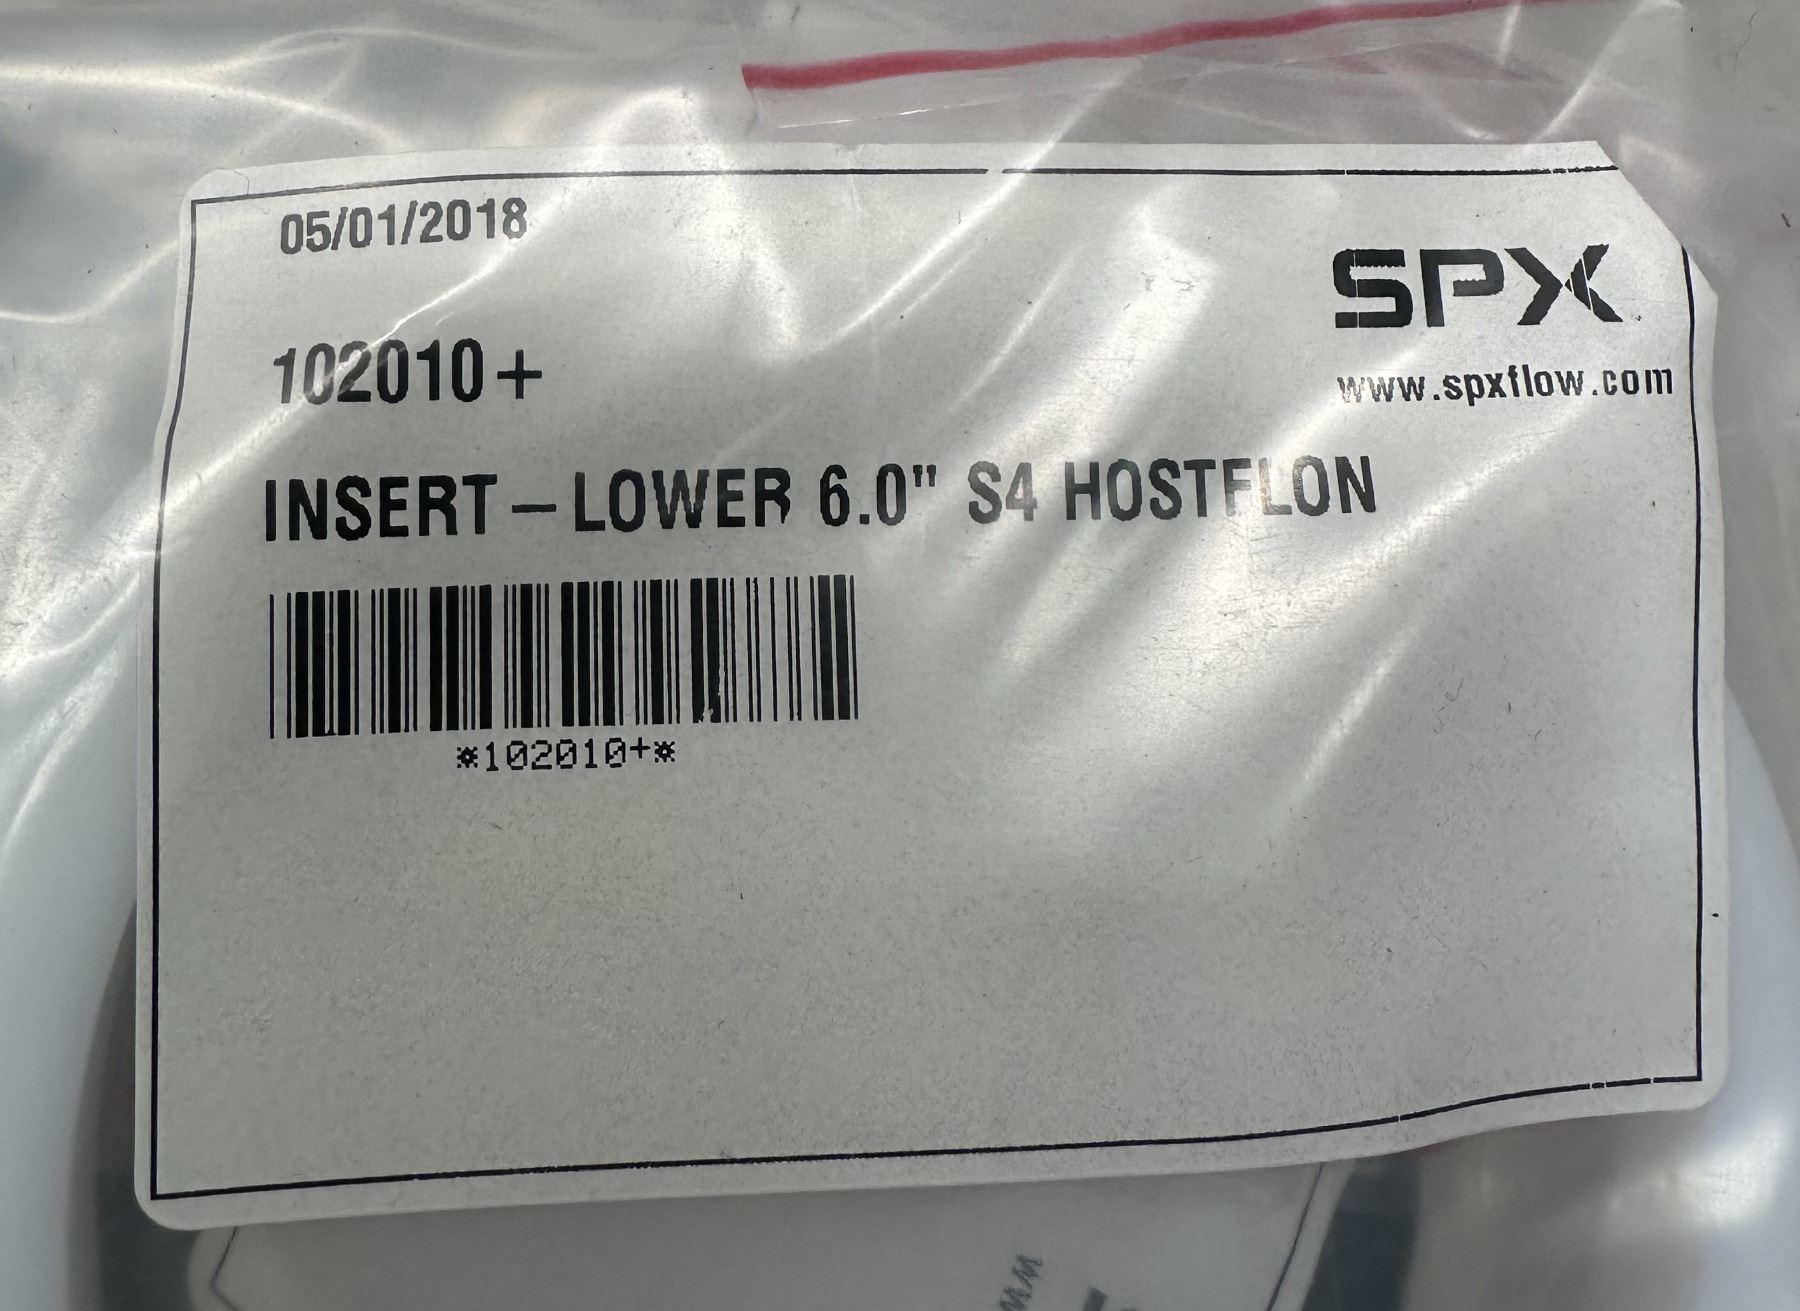 05/01/2018
SPX
www.spxflow.com
102010+
INSERT – LOWER 6.0" S4 HOSTFLON
*102010+*